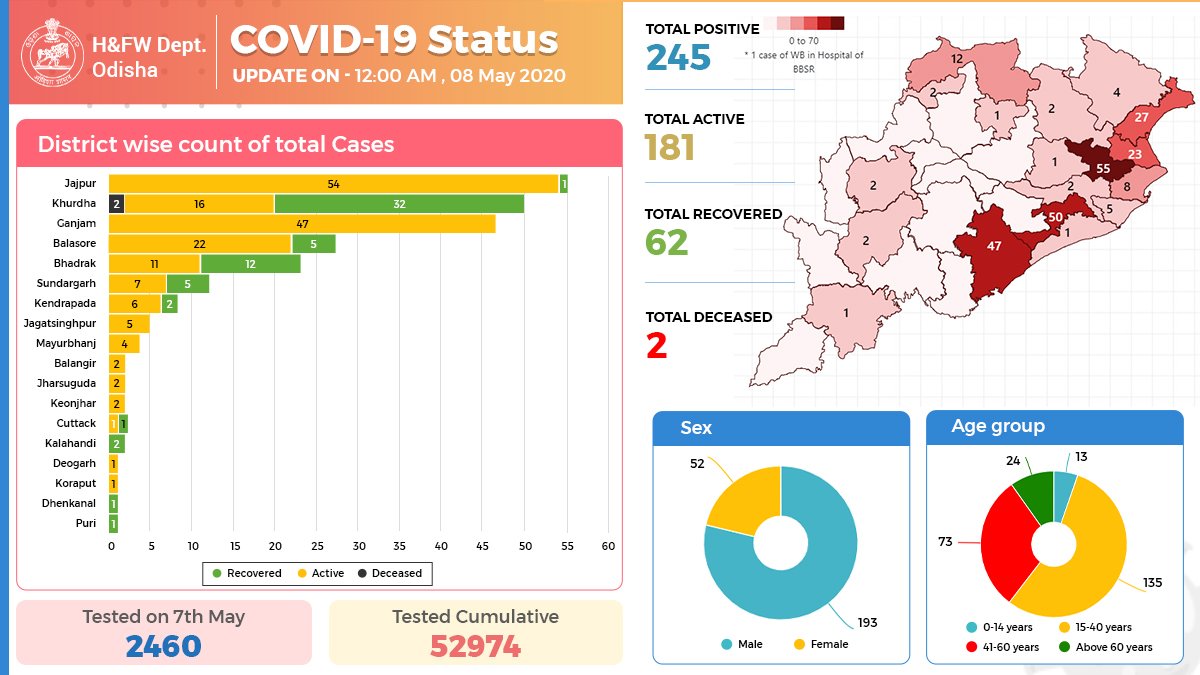 H&FW Dept.
Odisha
COVID-19 Status
UPDATE ON - 12:00 AM , 08 May 2020
District wise count of total Cases
Jajpur 54 1
Khurdha 2 16 32
Ganjam 47
Balasore 22 5
Bhadrak 11 12
Sundargarh 7 5
Kendrapada 6 2
Jagatsinghpur 5
Mayurbhanj 4
Balangir 2
Jharsuguda 2
Keonjhar 2
Cuttack 1 1
Kalahandi 2
Deogarh 1
Koraput 1
Dhenkanal 1
Puri 1
0 5 10 15 20 25 30 35 40 45 50 55 60
Recovered Active Deceased
Tested on 7th May
2460
Tested Cumulative
52974
TOTAL POSITIVE
245
TOTAL ACTIVE
181
TOTAL RECOVERED
62
TOTAL DECEASED
2
0 to 70
* 1 case of WB in Hospital of
BBSR
12
2
1
2
4
27
23
55
1
2
8
5
50
1
2
2
47
1
Sex
52
193
Male Female
Age group
24
13
73
135
0-14 years 15-40 years
41-60 years Above 60 years